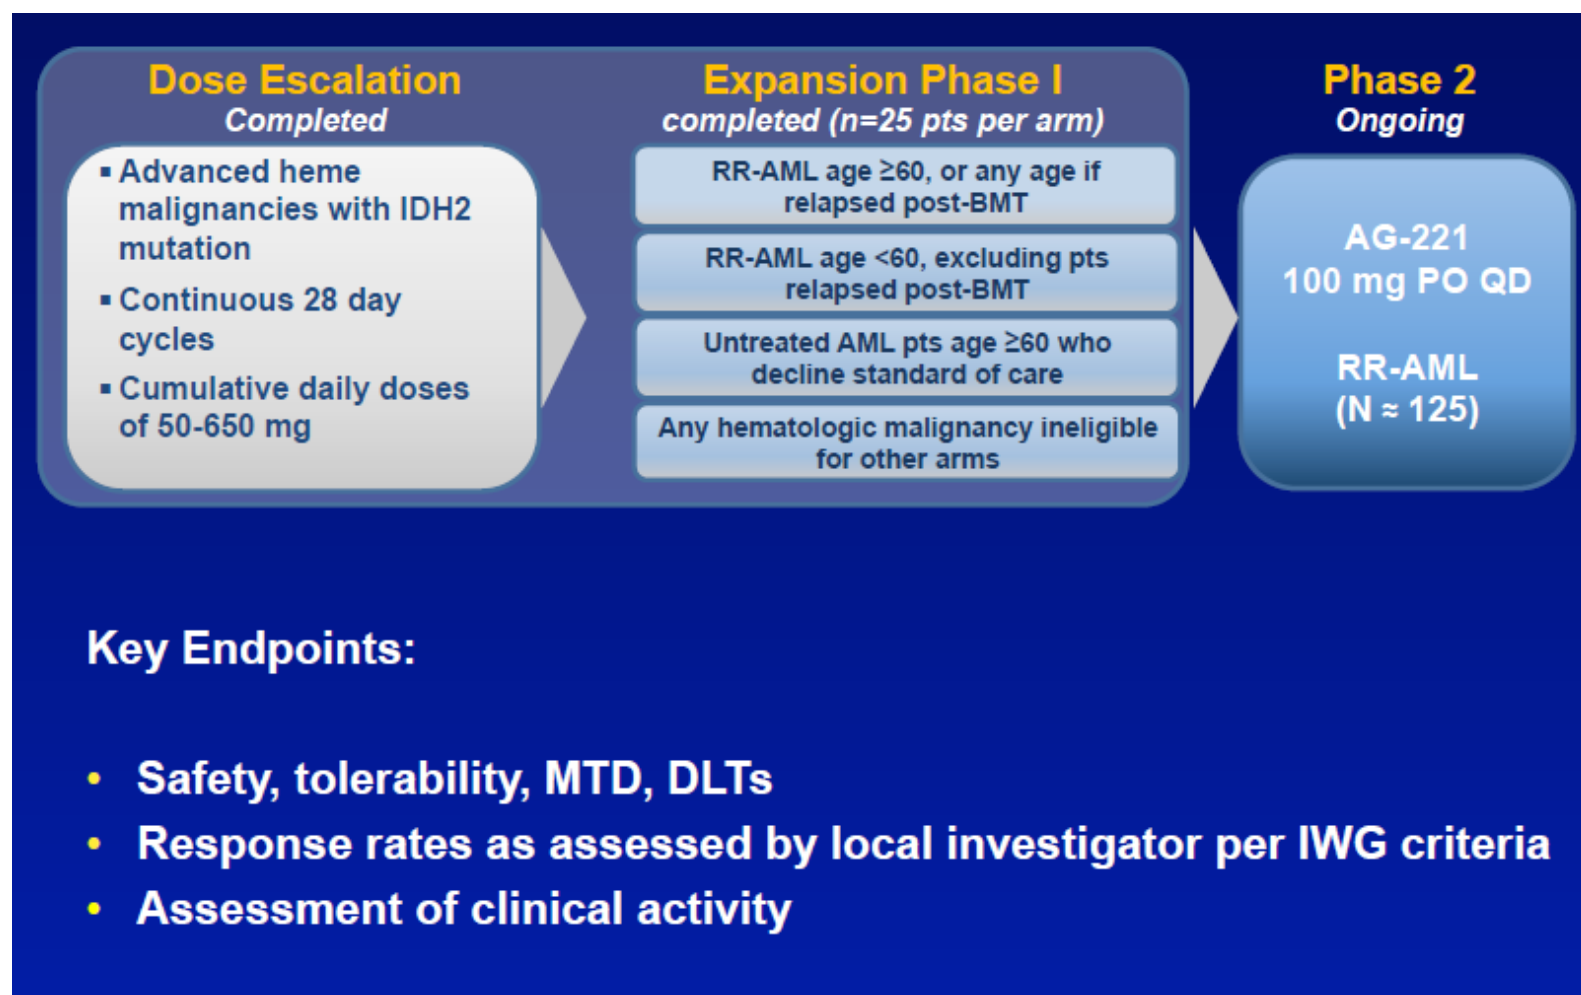 Dose Escalation
Completed
▪ Advanced heme
malignancies with IDH2
mutation
▪ Continuous 28 day
cycles
▪ Cumulative daily doses
of 50-650 mg
Expansion Phase I
completed (n=25 pts per arm)
RR-AML age ≥60, or any age if
relapsed post-BMT
RR-AML age <60, excluding pts
relapsed post-BMT
Untreated AML pts age ≥60 who
decline standard of care
Any hematologic malignancy ineligible
for other arms
Phase 2
Ongoing
AG-221
100 mg PO QD
RR-AML
(N ≈ 125)
Key Endpoints:
• Safety, tolerability, MTD, DLTs
• Response rates as assessed by local investigator per IWG criteria
• Assessment of clinical activity